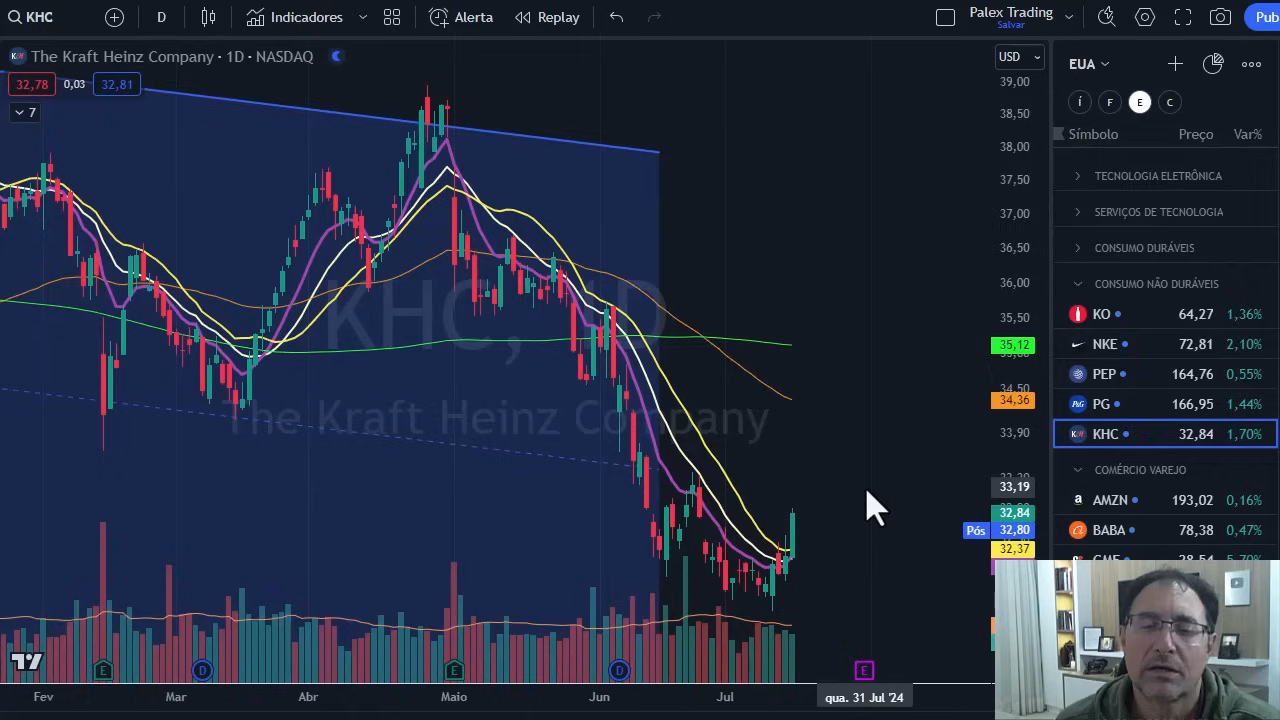 KHC
D
Indicadores
Alerta
Replay
Palex Trading
Salvar
Pub
The Kraft Heinz Company · 1D · NASDAQ
32,78
0,03
32,81
7
USD
39,00
38,50
38,00
37,50
37,00
36,50
36,00
35,50
35,12
34,50
34,36
33,90
33,19
32,84
Pós
32,80
32,37
KHC, 1D
The Kraft Heinz Company
E
D
E
D
E
Fev
Mar
Abr
Maio
Jun
Jul
qua. 31 Jul '24
EUA
Í
F
E
C
Símbolo
Preço
Var%
TECNOLOGIA ELETRÔNICA
SERVIÇOS DE TECNOLOGIA
CONSUMO DURÁVEIS
CONSUMO NÃO DURÁVEIS
KO
64,27
1,36%
NKE
72,81
2,10%
PEP
164,76
0,55%
PG
166,95
1,44%
KHC
32,84
1,70%
COMÉRCIO VAREJO
AMZN
193,02
0,16%
BABA
78,38
0,47%